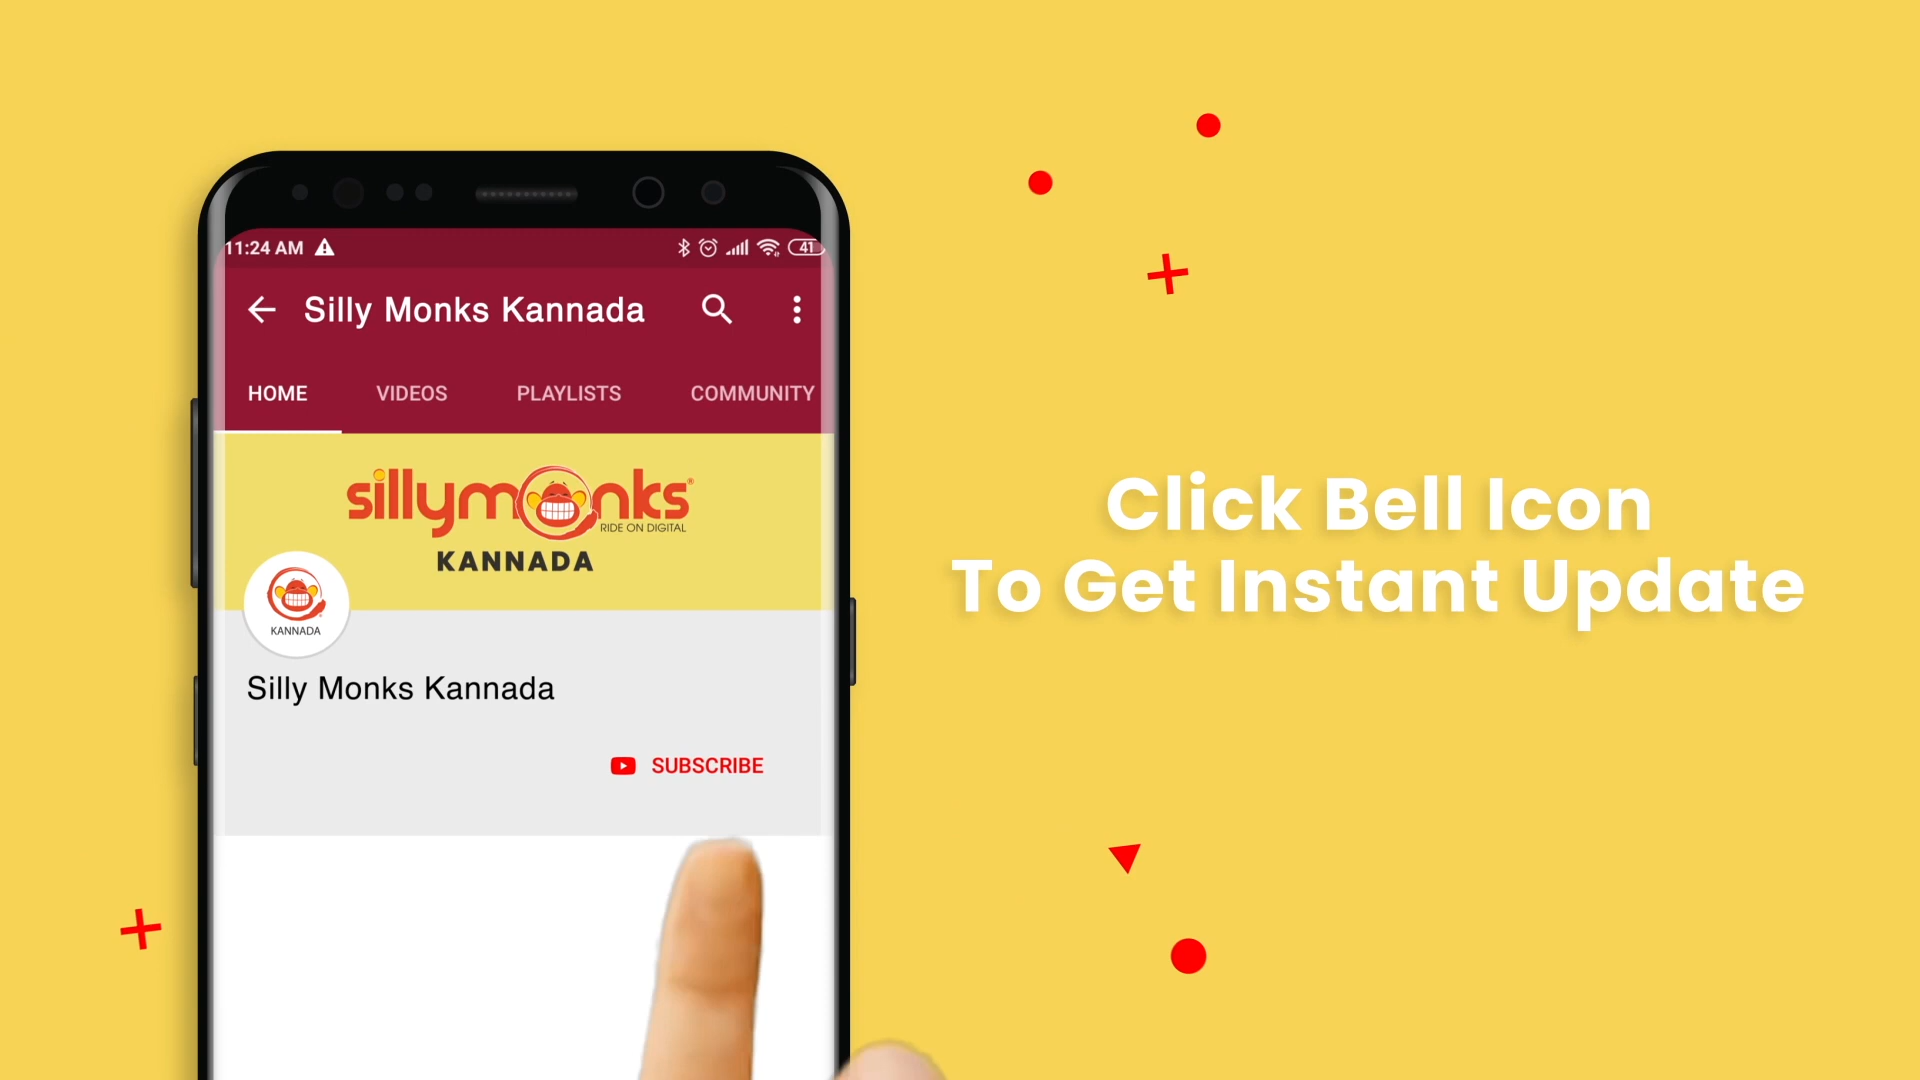 11:24 AM
41
Silly Monks Kannada
HOME VIDEOS PLAYLISTS COMMUNITY
sillymonks®
RIDE ON DIGITAL
KANNADA
KANNADA
Silly Monks Kannada
SUBSCRIBE
Click Bell Icon
To Get Instant Update